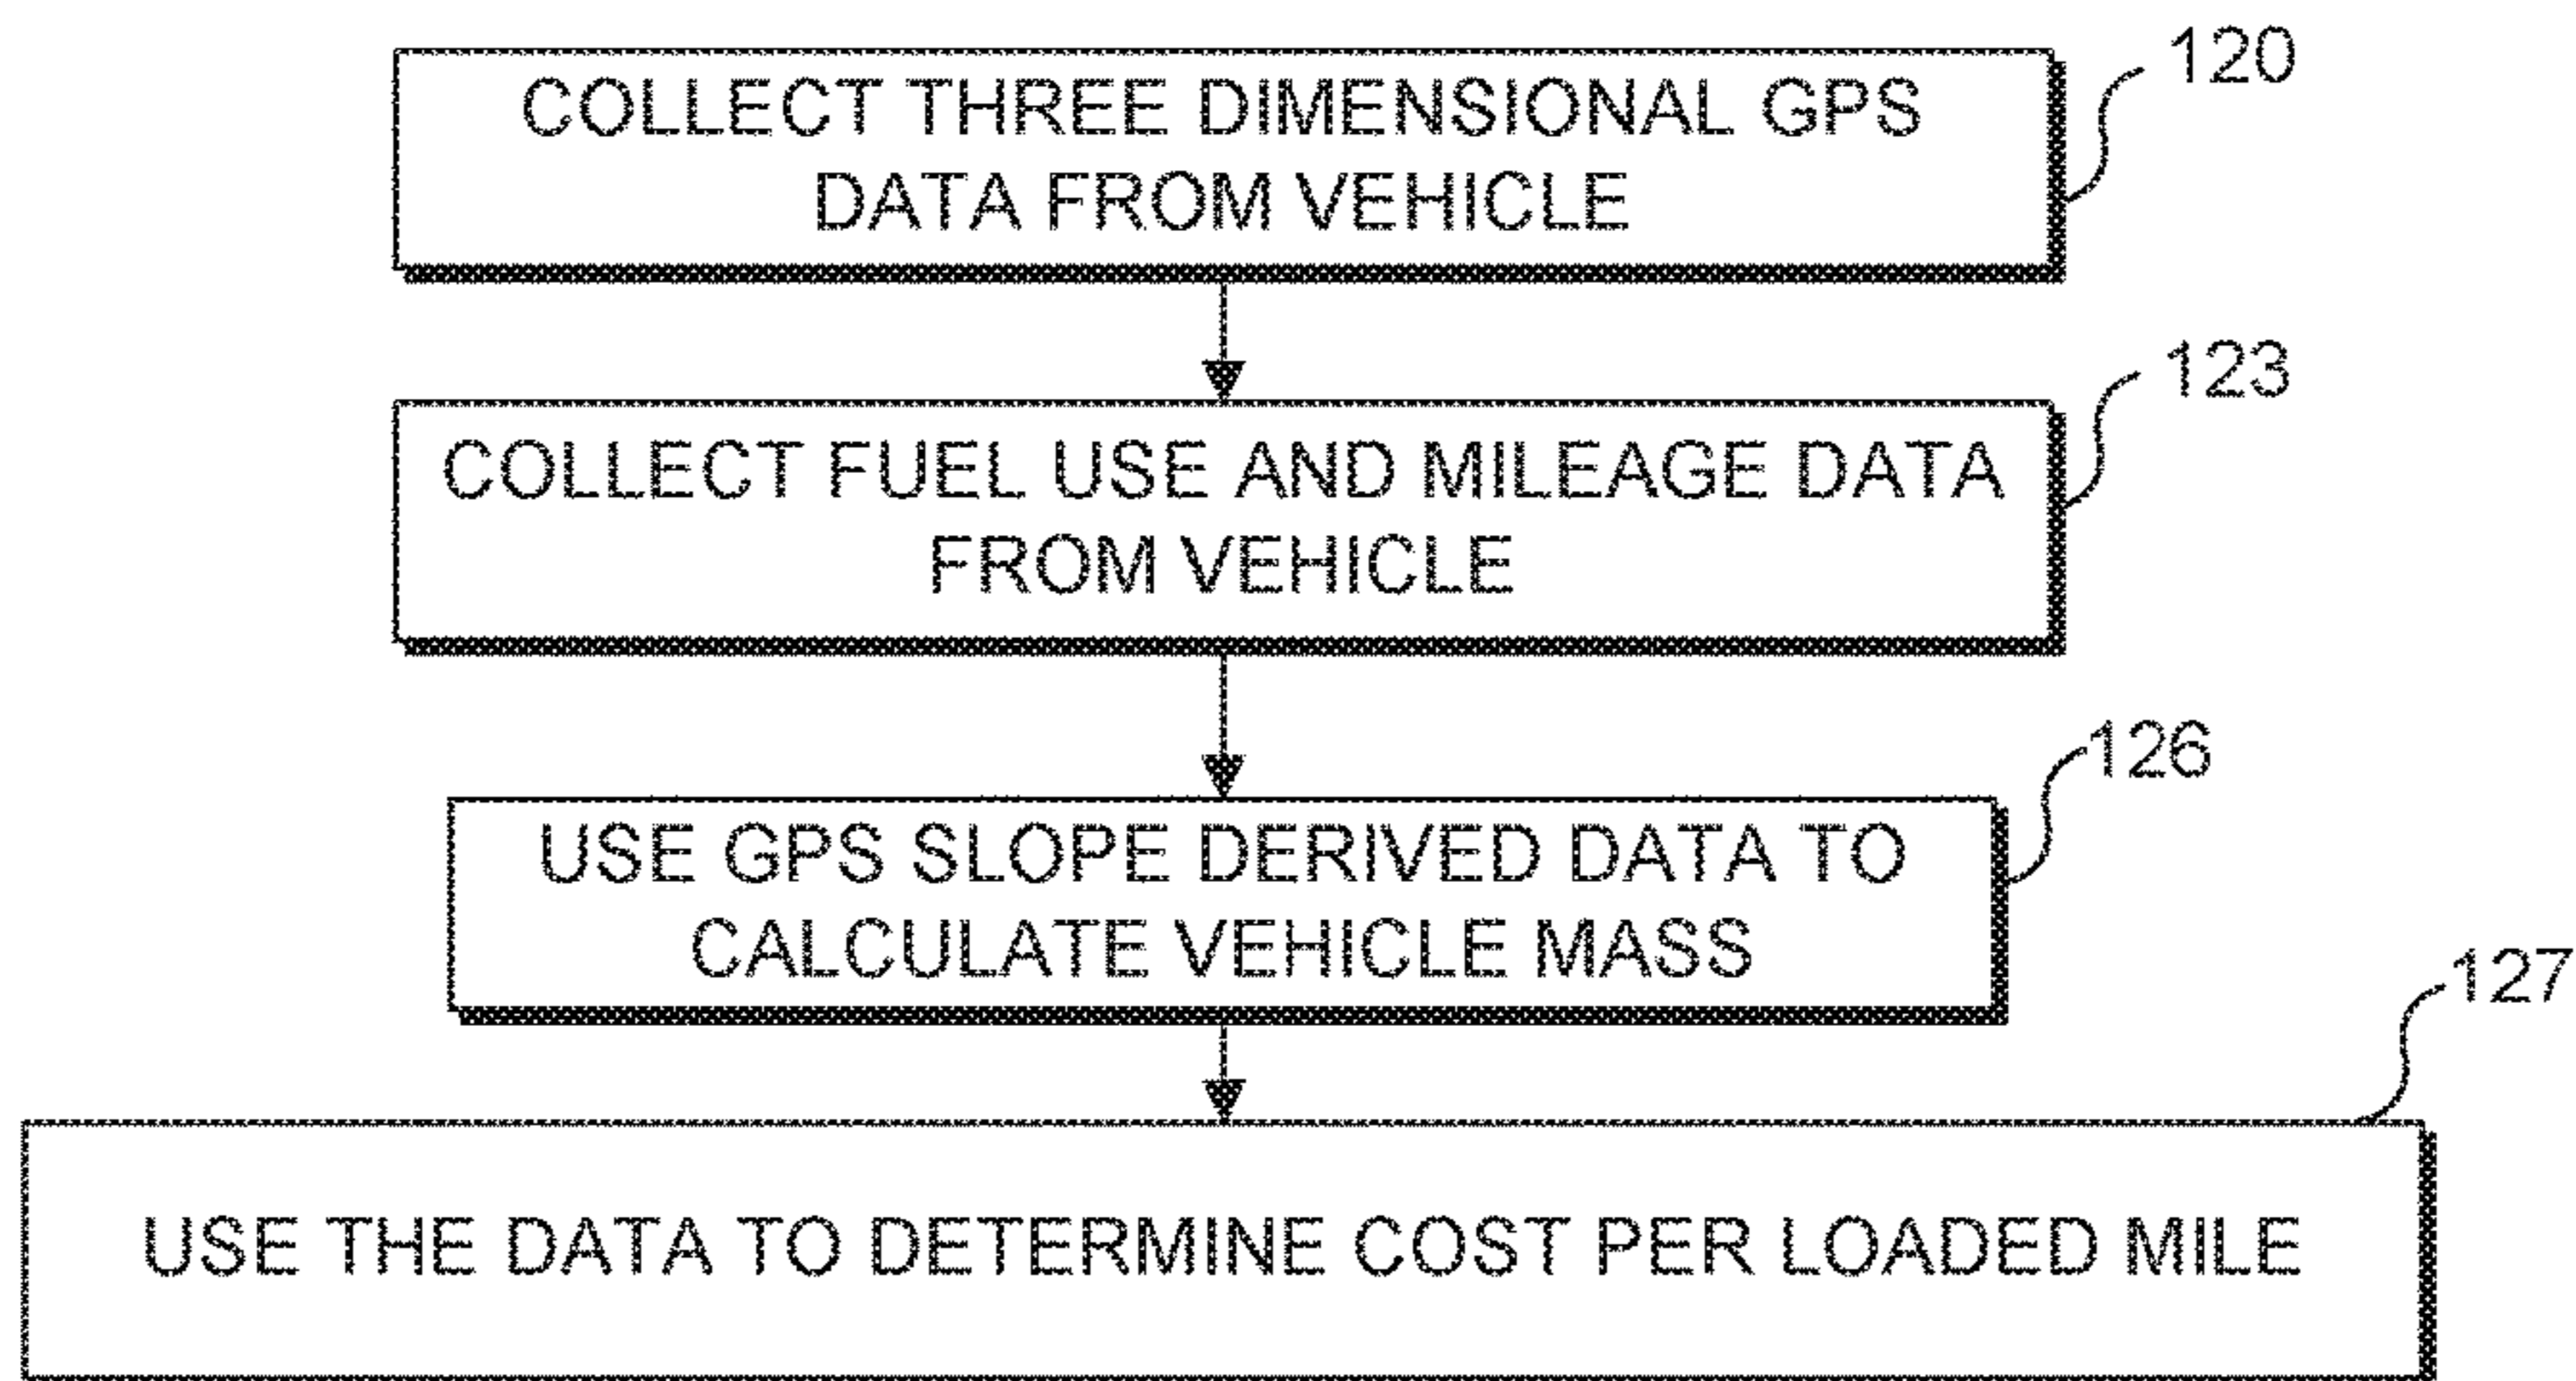 COLLECT THREE DIMENSIONAL GPS
DATA FROM VEHICLE
120
COLLECT FUEL USE AND MILEAGE DATA
FROM VEHICLE
123
USE GPS SLOPE DERIVED DATA TO
CALCULATE VEHICLE MASS
126
USE THE DATA TO DETERMINE COST PER LOADED MILE
127